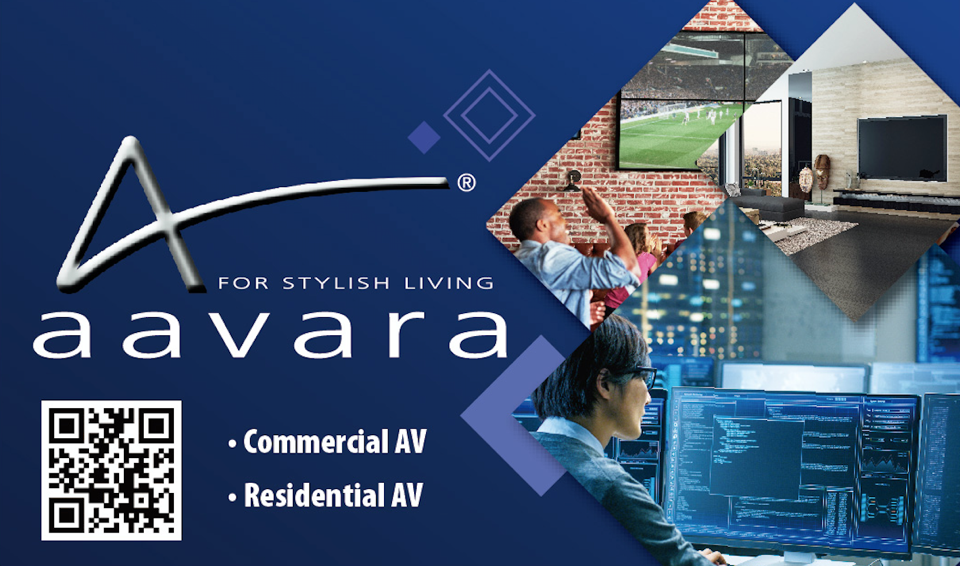 ®
FOR STYLISH LIVING
aavara
• Commercial AV
• Residential AV